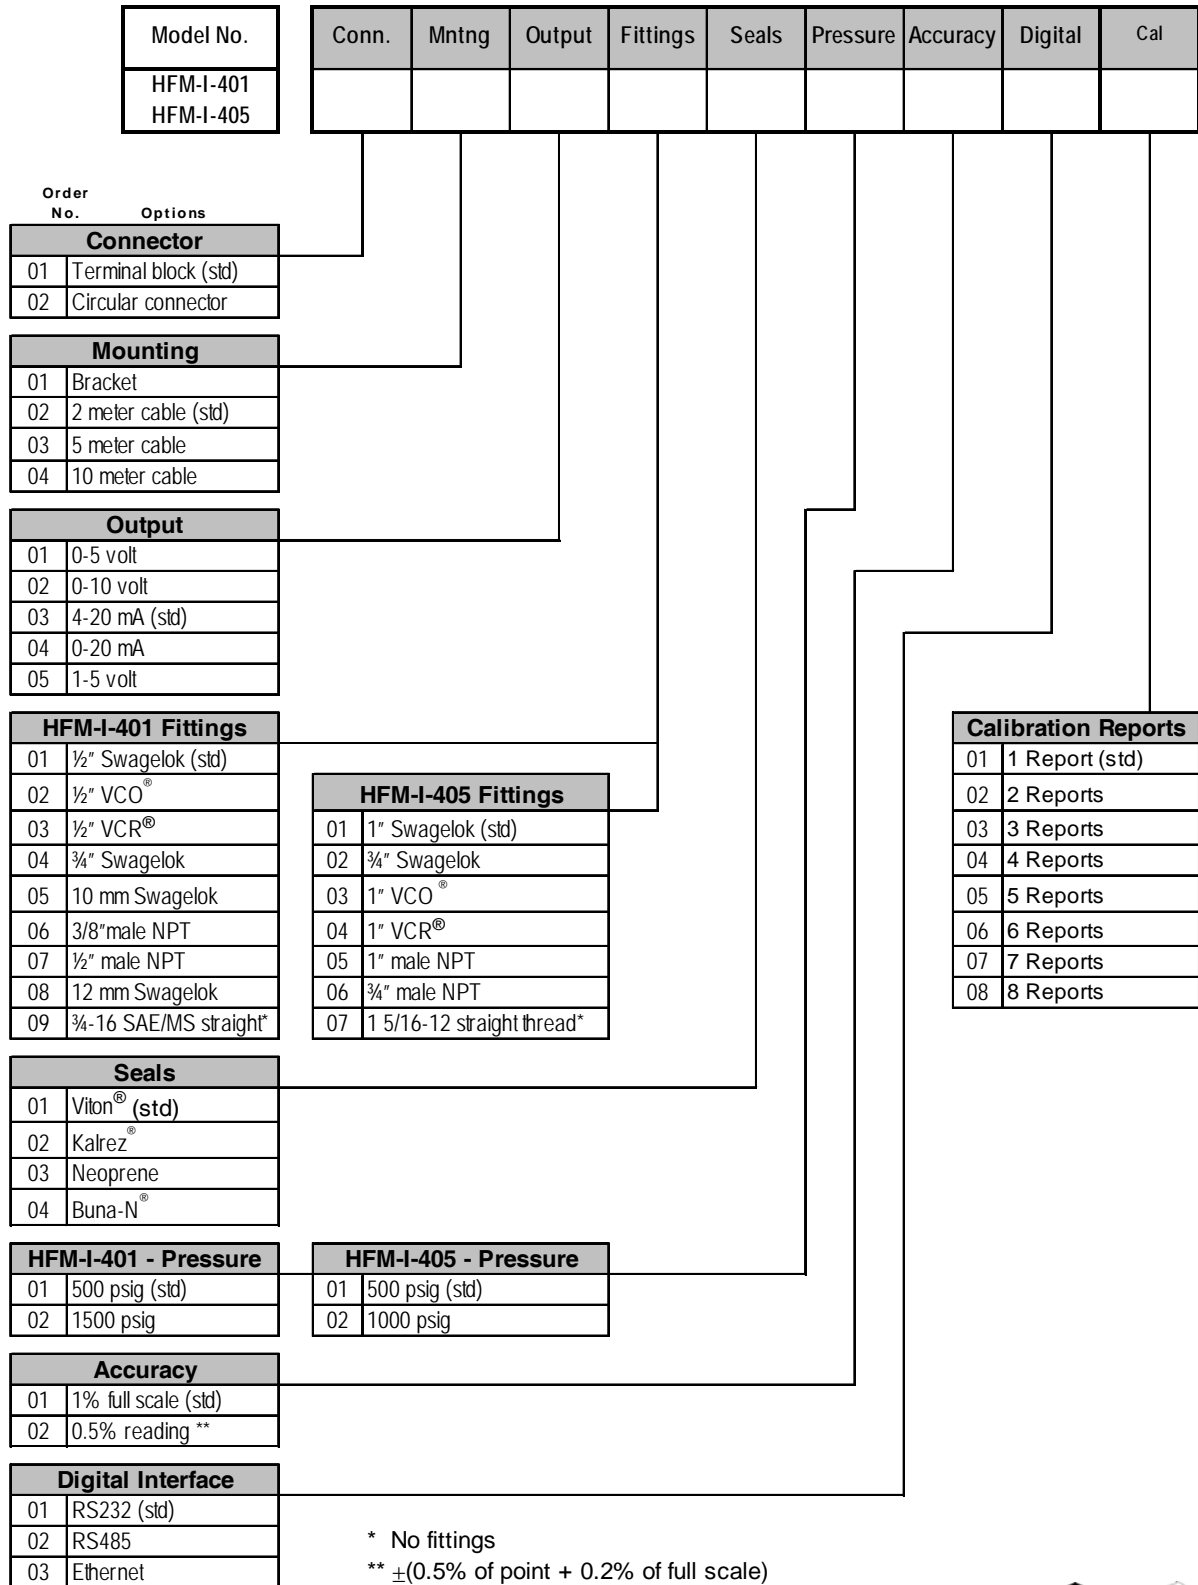 Model No. Conn. Mntng Output Fittings Seals Pressure Accuracy Digital Cal
HFM-I-401
HFM-I-405
Order
No. Options
Connector
01 Terminal block (std)
02 Circular connector
Mounting
01 Bracket
02 2 meter cable (std)
03 5 meter cable
04 10 meter cable
Output
01 0-5 volt
02 0-10 volt
03 4-20 mA (std)
04 0-20 mA
05 1-5 volt
HFM-I-401 Fittings
01 ½″ Swagelok (std)
02 ½″ VCO®
03 ½″ VCR®
04 ¾″ Swagelok
05 10 mm Swagelok
06 3/8″male NPT
07 ½″ male NPT
08 12 mm Swagelok
09 ¾-16 SAE/MS straight*
HFM-I-405 Fittings
01 1″ Swagelok (std)
02 ¾″ Swagelok
03 1″ VCO ®
04 1″ VCR®
05 1″ male NPT
06 ¾″ male NPT
07 1 5/16-12 straight thread*
Calibration Reports
01 1 Report (std)
02 2 Reports
03 3 Reports
04 4 Reports
05 5 Reports
06 6 Reports
07 7 Reports
08 8 Reports
Seals
01 Viton® (std)
02 Kalrez®
03 Neoprene
04 Buna-N®
HFM-I-401 - Pressure
01 500 psig (std)
02 1500 psig
HFM-I-405 - Pressure
01 500 psig (std)
02 1000 psig
Accuracy
01 1% full scale (std)
02 0.5% reading **
Digital Interface
01 RS232 (std)
02 RS485
03 Ethernet
* No fittings
** ±(0.5% of point + 0.2% of full scale)